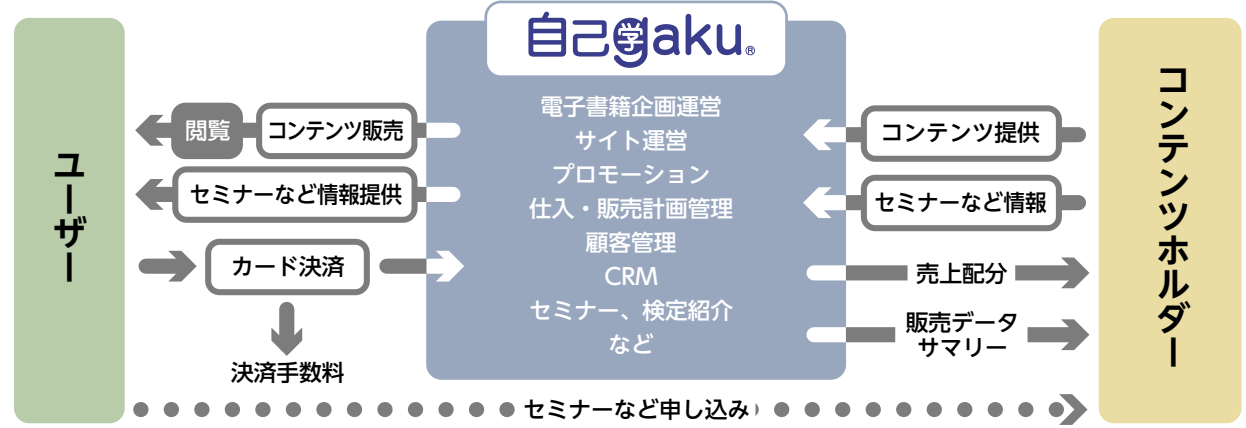 ユーザー
自己学gaku®
電子書籍企画運営
サイト運営
プロモーション
仕入・販売計画管理
顧客管理
CRM
セミナー、検定紹介
など
閲覧
コンテンツ販売
セミナーなど情報提供
カード決済
決済手数料
コンテンツ提供
セミナーなど情報
売上配分
販売データ
サマリー
セミナーなど申し込み
コンテンツホルダー